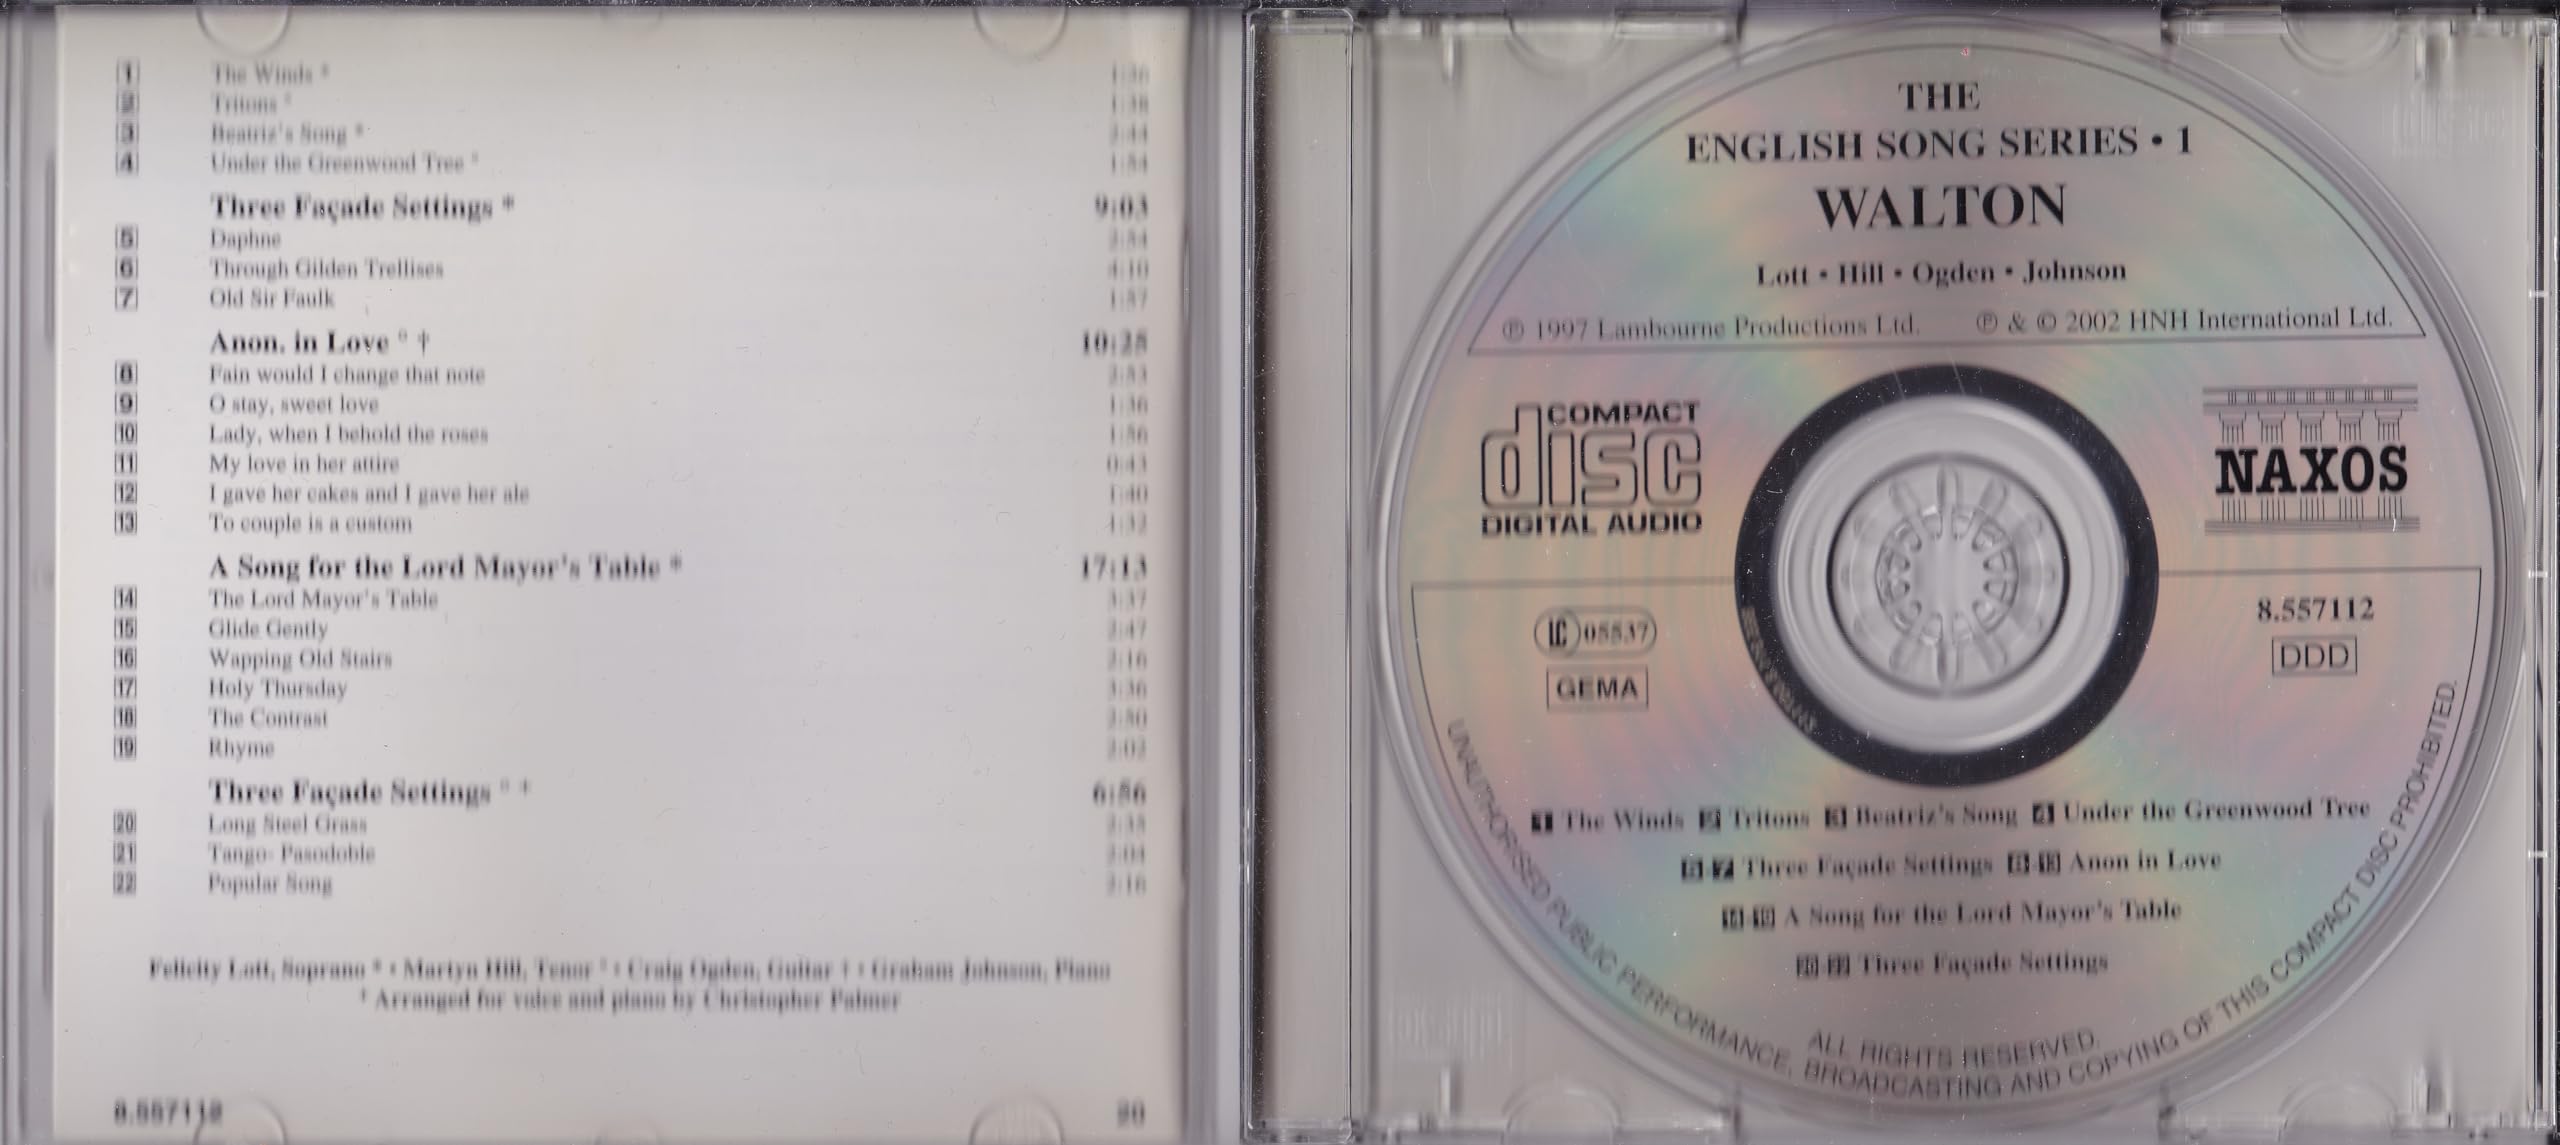 1 The Winds * 1:36
2 Tritons ° 1:38
3 Beatriz's Song * 2:44
4 Under the Greenwood Tree ° 1:54
Three Façade Settings * 9:03
5 Daphne 2:54
6 Through Gilden Trellises 4:10
7 Old Sir Faulk 1:57
Anon. in Love ° † 10:25
8 Fain would I change that note 2:53
9 O stay, sweet love 1:36
10 Lady, when I behold the roses 1:56
11 My love in her attire 0:43
12 I gave her cakes and I gave her ale 1:40
13 To couple is a custom 1:32
A Song for the Lord Mayor's Table * 17:13
14 The Lord Mayor's Table 3:37
15 Glide Gently 2:47
16 Wapping Old Stairs 2:16
17 Holy Thursday 3:36
18 The Contrast 2:50
19 Rhyme 2:02
Three Façade Settings ° ‡ 6:56
20 Long Steel Grass 2:35
21 Tango- Pasodoble 2:04
22 Popular Song 2:16
Felicity Lott, Soprano * • Martyn Hill, Tenor ° • Craig Ogden, Guitar † • Graham Johnson, Piano
‡ Arranged for voice and piano by Christopher Palmer
8.557112 20
THE
ENGLISH SONG SERIES • 1
WALTON
Lott • Hill • Ogden • Johnson
℗ 1997 Lambourne Productions Ltd. ℗ & © 2002 HNH International Ltd.
COMPACT
disc
DIGITAL AUDIO
NAXOS
LC 05537
GEMA
8.557112
DDD
1 The Winds 2 Tritons 3 Beatriz's Song 4 Under the Greenwood Tree
5-7 Three Façade Settings 8-13 Anon in Love
14-19 A Song for the Lord Mayor's Table
20-22 Three Façade Settings
ALL RIGHTS RESERVED.
UNAUTHORISED PUBLIC PERFORMANCE, BROADCASTING AND COPYING OF THIS COMPACT DISC PROHIBITED.